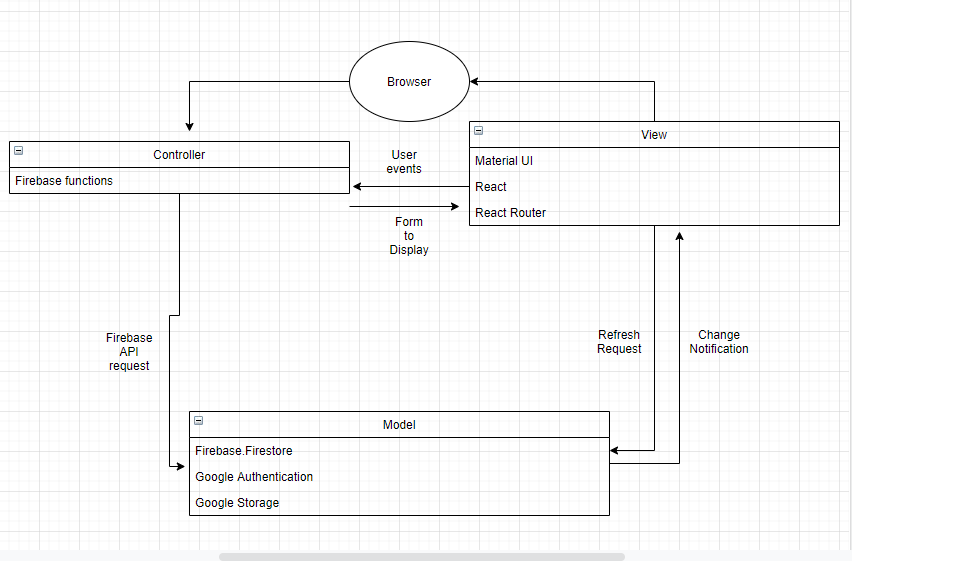 Browser
View
Controller
User
events
Material UI
Firebase functions
React
React Router
Form
to
Display
Firebase
API
request
Refresh
Request
Change
Notification
Model
Firebase.Firestore
Google Authentication
Google Storage